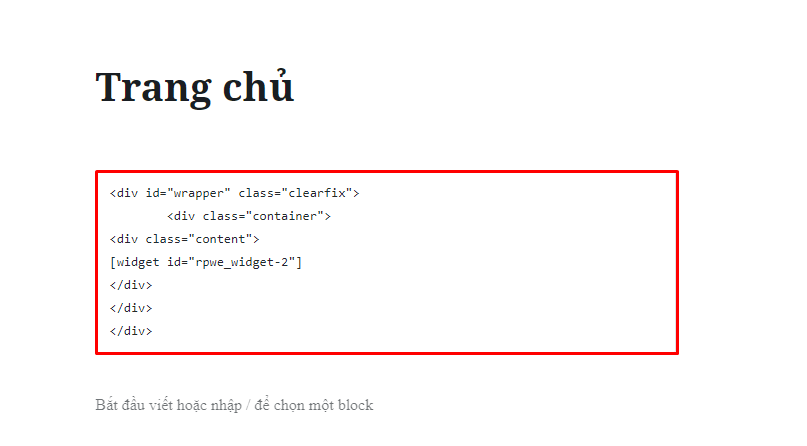 Trang chủ
<div id="wrapper" class="clearfix">
<div class="container">
<div class="content">
[widget id="rpwe_widget-2"]
</div>
</div>
</div>
Bắt đầu viết hoặc nhập / để chọn một block